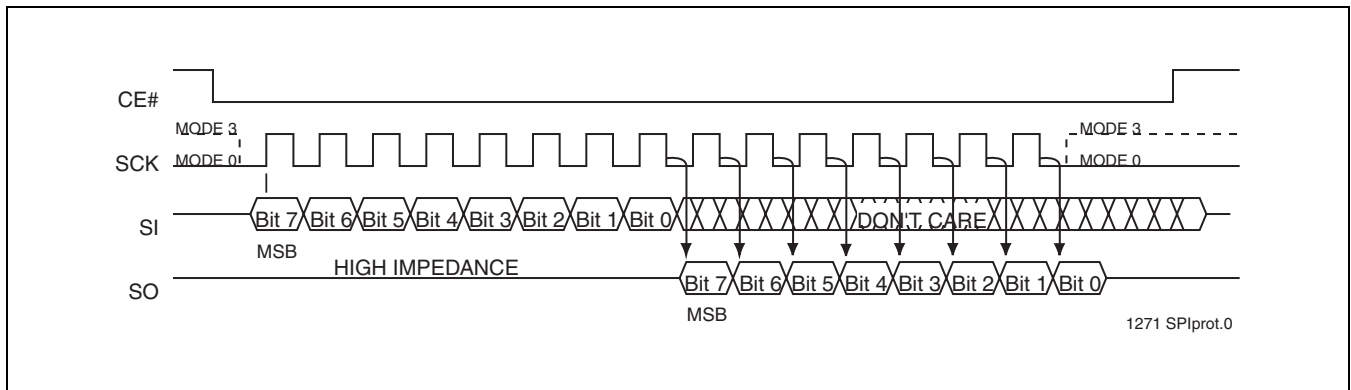 CE#
MODE 3 MODE 3
SCK MODE 0 MODE 0
SI Bit 7 Bit 6 Bit 5 Bit 4 Bit 3 Bit 2 Bit 1 Bit 0 DON'T CARE
MSB
HIGH IMPEDANCE
SO Bit 7 Bit 6 Bit 5 Bit 4 Bit 3 Bit 2 Bit 1 Bit 0
MSB
1271 SPIprot.0